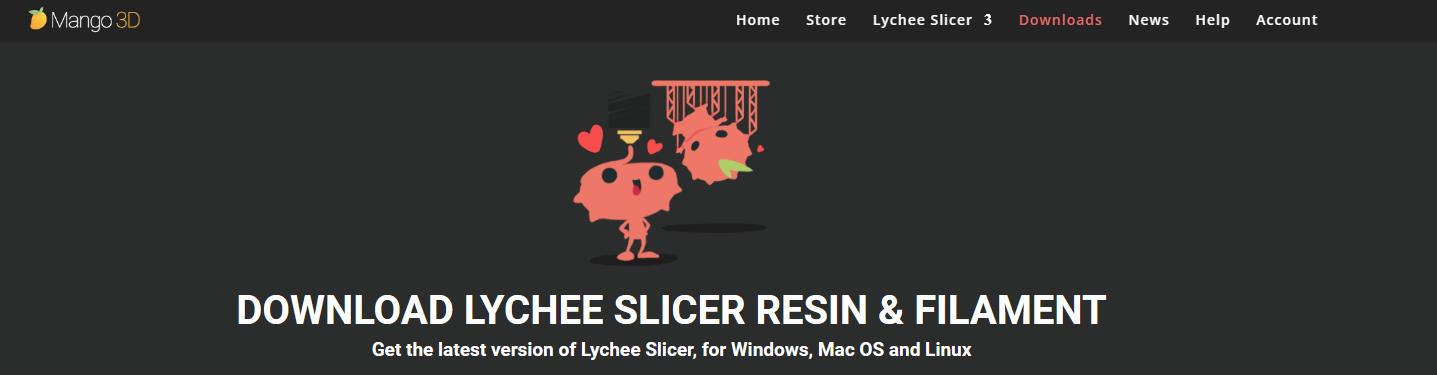 Mango 3D
Home Store Lychee Slicer 3 Downloads News Help Account
DOWNLOAD LYCHEE SLICER RESIN & FILAMENT
Get the latest version of Lychee Slicer, for Windows, Mac OS and Linux